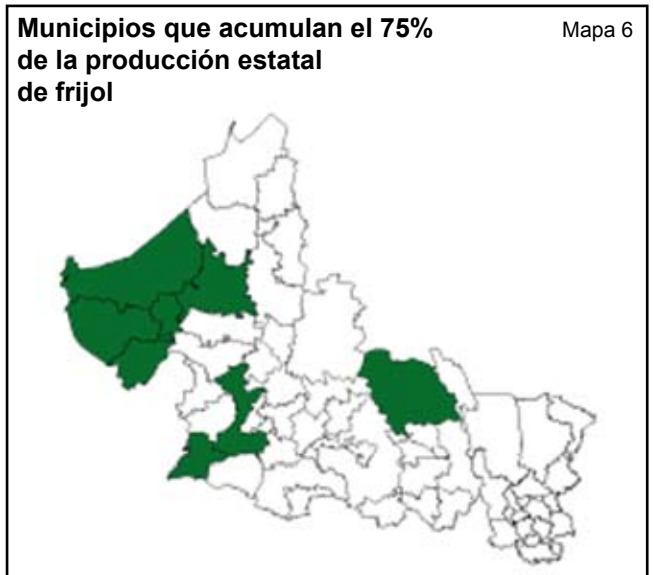 Municipios que acumulan el 75%
de la producción estatal
de frijol
Mapa 6